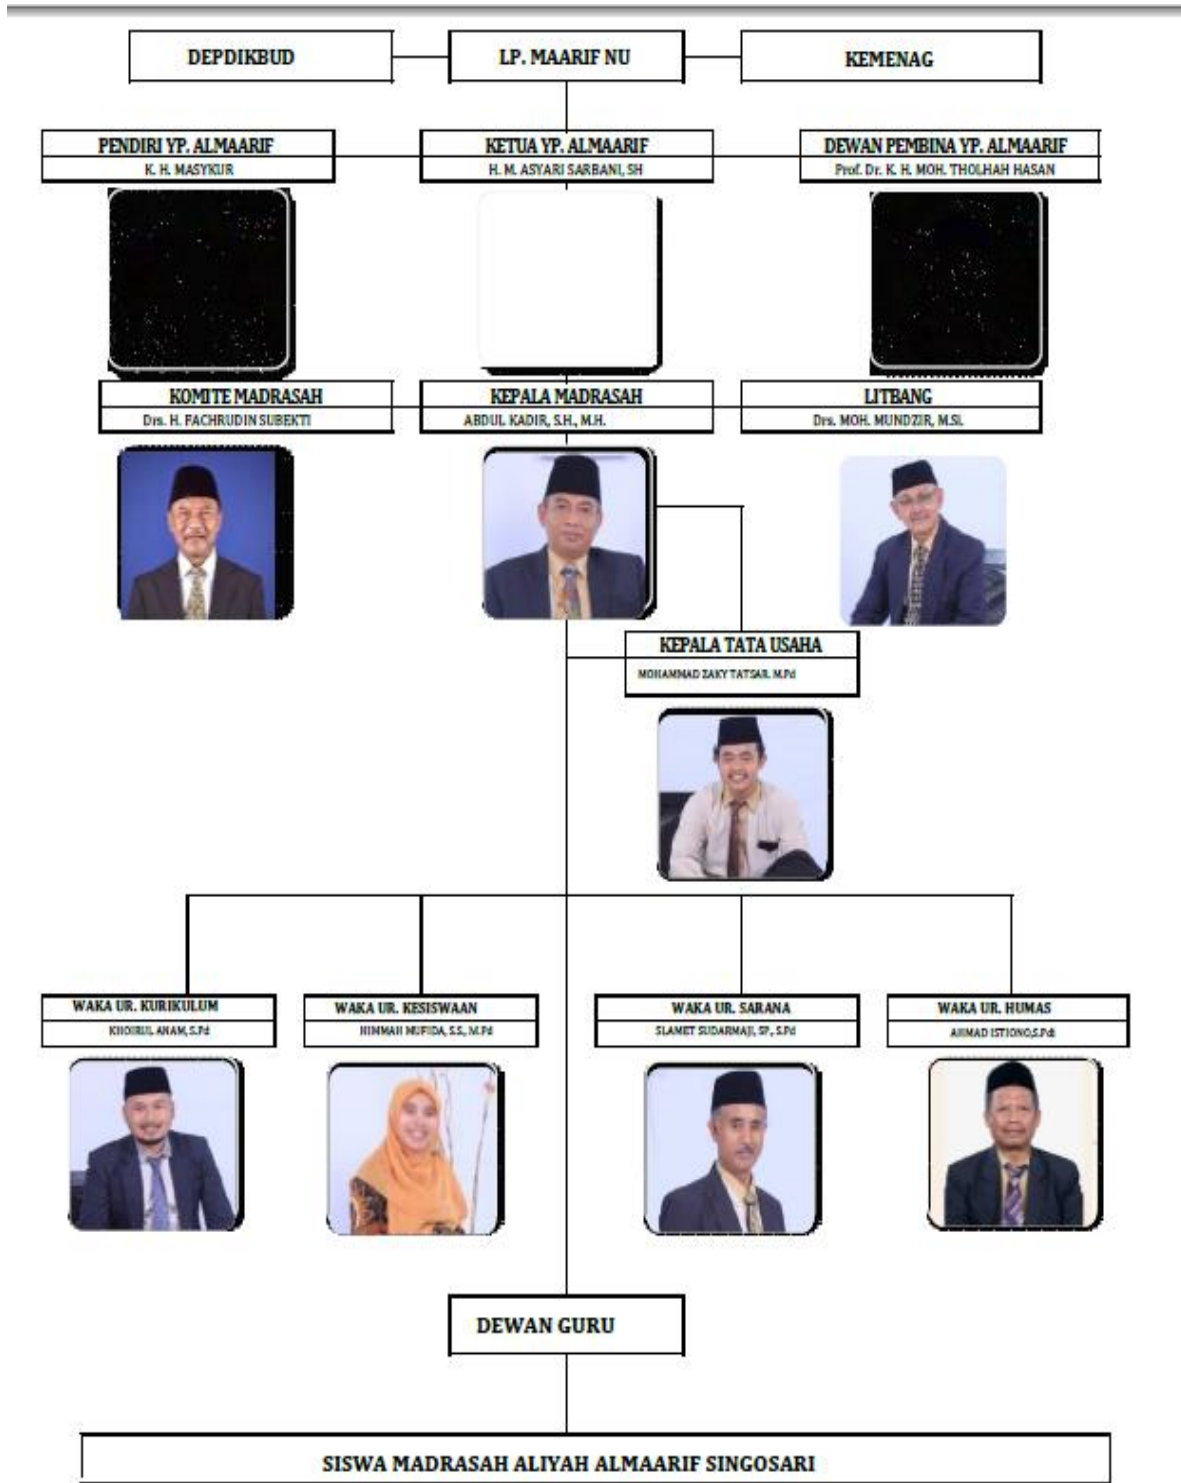 DEPDIKBUD
LP. MAARIF NU
KEMENAG
PENDIRI YP. ALMAARIF
K. H. MASYKUR
KETUA YP. ALMAARIF
H. M. ASYARI SARBANI, SH
DEWAN PEMBINA YP. ALMAARIF
Prof. Dr. K. H. MOH. THOLHAH HASAN
KOMITE MADRASAH
Drs. H. FACHRUDIN SUBEKTI
KEPALA MADRASAH
ABDUL KADIR, S.H., M.H.
LITBANG
Drs. MOH. MUNDZIR, M.Si.
KEPALA TATA USAHA
MOHAMMAD ZAKY TATSAR. M.Pd
WAKA UR. KURIKULUM
KHOIRUL ANAM, S.Pd
WAKA UR. KESISWAAN
HIMMAH MUFIDA, S.S., M.Pd
WAKA UR. SARANA
SLAMET SUDARMAJI, SP., S.Pd
WAKA UR. HUMAS
AHMAD ISTIONO,S.PdI
DEWAN GURU
SISWA MADRASAH ALIYAH ALMAARIF SINGOSARI